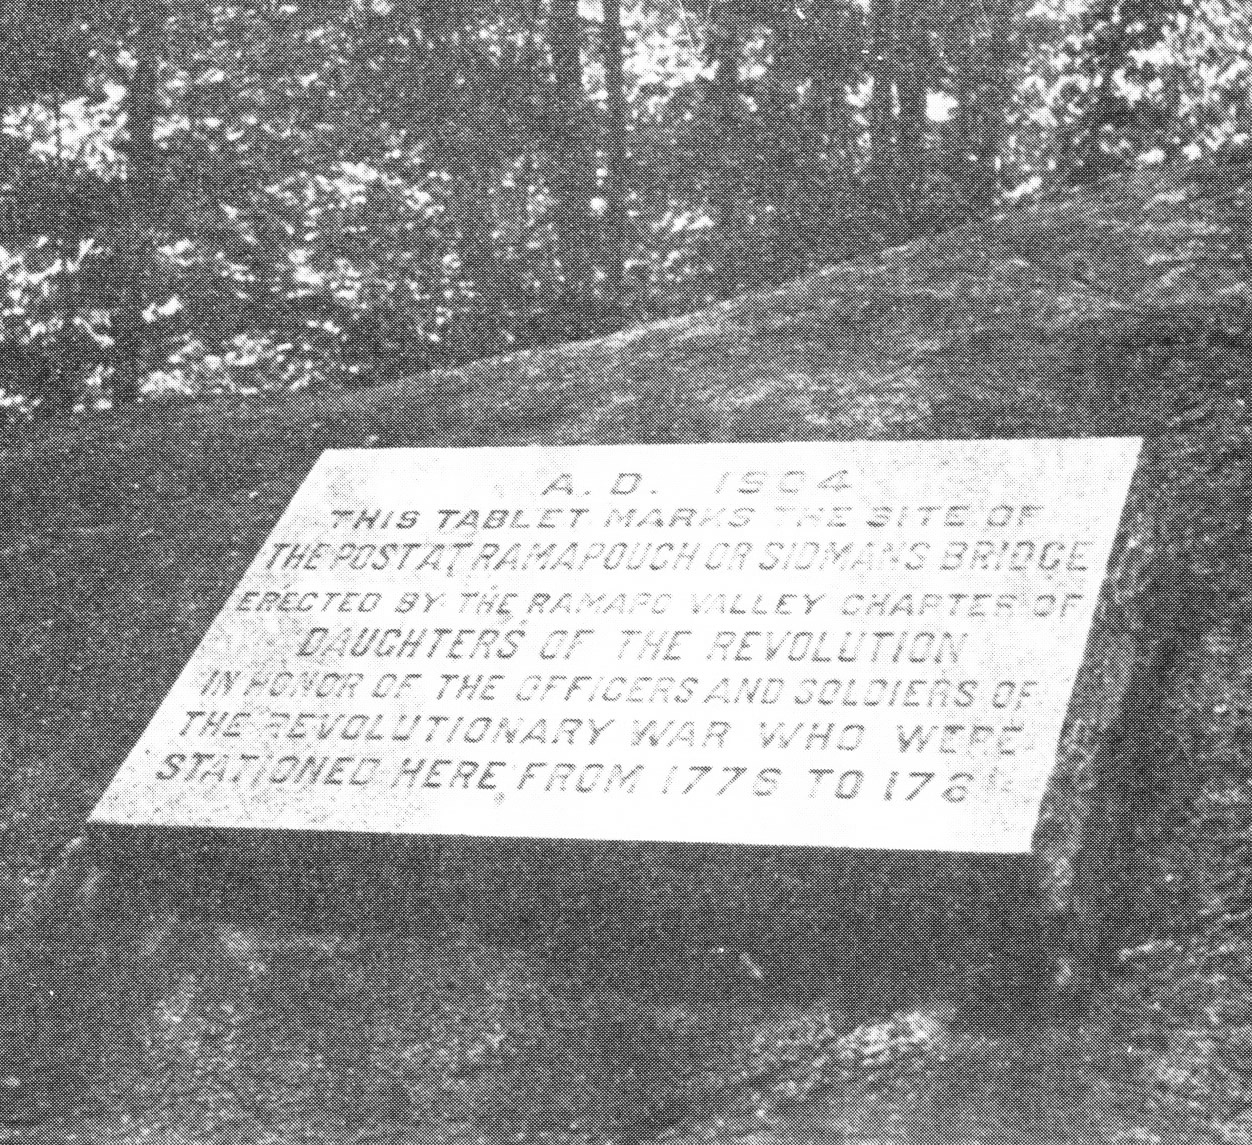 A.D. 1904
THIS TABLET MARKS THE SITE OF
THE POST AT RAMAPOUCH OR SIDMANS BRIDGE
ERECTED BY THE RAMAPO VALLEY CHAPTER OF
DAUGHTERS OF THE REVOLUTION
IN HONOR OF THE OFFICERS AND SOLDIERS OF
THE REVOLUTIONARY WAR WHO WERE
STATIONED HERE FROM 1776 TO